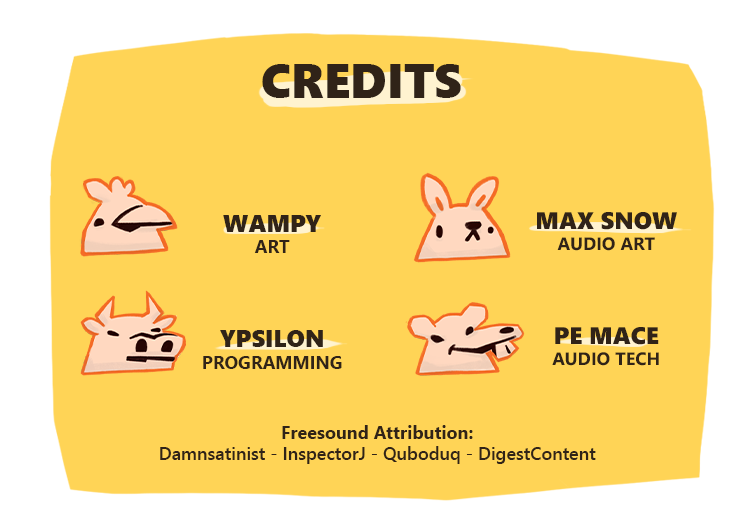 CREDITS
WAMPY
ART
MAX SNOW
AUDIO ART
YPSILON
PROGRAMMING
PE MACE
AUDIO TECH
Freesound Attribution:
Damnsatinist - InspectorJ - Quboduq - DigestContent